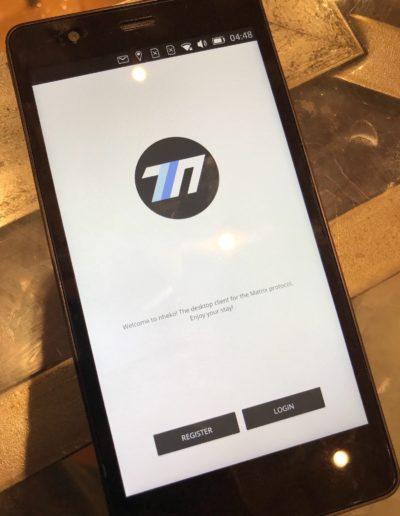 04:48
Welcome to nheko! The desktop client for the Matrix protocol.
Enjoy your stay!
REGISTER
LOGIN